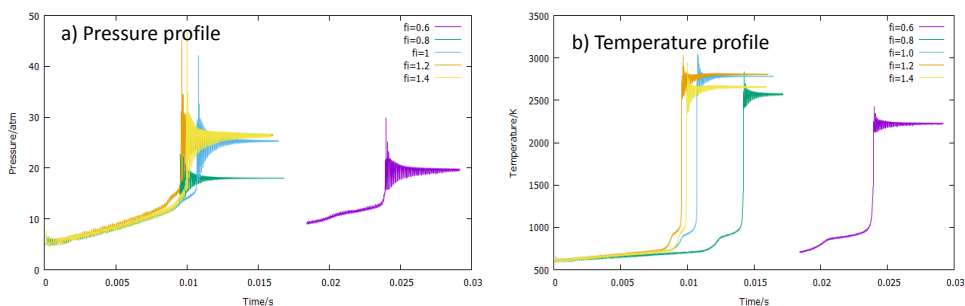 a) Pressure profile
50
40
30
20
10
0
Pressure/atm
0
0.005
0.01
0.015
0.02
0.025
0.03
Time/s
fi=0.6
fi=0.8
fi=1
fi=1.2
fi=1.4
b) Temperature profile
3500
3000
2500
2000
1500
1000
500
Temperature/K
0
0.005
0.01
0.015
0.02
0.025
0.03
Time/s
fi=0.6
fi=0.8
fi=1.0
fi=1.2
fi=1.4